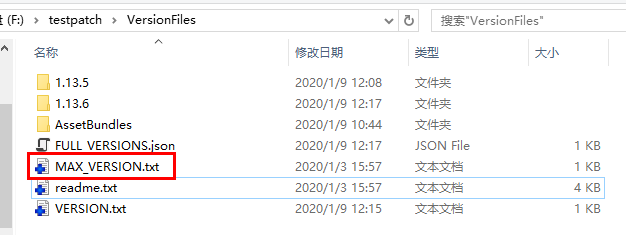 (F:) › testpatch › VersionFiles
搜索"VersionFiles"
名称 修改日期 类型 大小
1.13.5 2020/1/9 12:08 文件夹
1.13.6 2020/1/9 12:17 文件夹
AssetBundles 2020/1/9 10:44 文件夹
FULL_VERSIONS.json 2020/1/9 12:17 JSON File 1 KB
MAX_VERSION.txt 2020/1/3 15:57 文本文档 1 KB
readme.txt 2020/1/3 15:57 文本文档 4 KB
VERSION.txt 2020/1/9 12:15 文本文档 1 KB